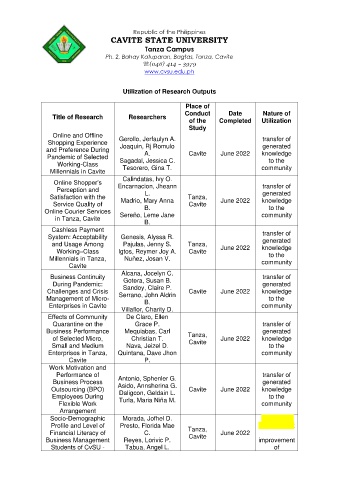 Republic of the Philippines
CAVITE STATE UNIVERSITY
Tanza Campus
Ph. 2, Bahay Katuparan, Bagtas, Tanza, Cavite
(046) 414 – 3979
www.cvsu.edu.ph
Utilization of Research Outputs
Title of Research
Researchers
Place of
Conduct
of the
Study
Date
Completed
Nature of
Utilization
Online and Offline
Shopping Experience
and Preference During
Pandemic of Selected
Working-Class
Millennials in Cavite
Gerollo, Jerfaulyn A.
Joaquin, Rj Romulo
A.
Sagadal, Jessica C.
Tesorero, Gina T.
Cavite
June 2022
transfer of
generated
knowledge
to the
community
Online Shopper's
Perception and
Satisfaction with the
Service Quality of
Online Courier Services
in Tanza, Cavite
Calindatas, Ivy O.
Encarnacion, Jheann
L.
Madrio, Mary Anna
B.
Sereño, Leme Jane
B.
Tanza,
Cavite
June 2022
transfer of
generated
knowledge
to the
community
Cashless Payment
System: Acceptability
and Usage Among
Working–Class
Millennials in Tanza,
Cavite
Genesis, Alyssa R.
Pajulas, Jenny S.
Igtos, Reymer Joy A.
Nuñez, Josan V.
Tanza,
Cavite
June 2022
transfer of
generated
knowledge
to the
community
Business Continuity
During Pandemic:
Challenges and Crisis
Management of Micro-
Enterprises in Cavite
Alcana, Jocelyn C.
Gotera, Susan B.
Sandoy, Claire P.
Serrano, John Aldrin
B.
Villaflor, Charity D.
Cavite
June 2022
transfer of
generated
knowledge
to the
community
Effects of Community
Quarantine on the
Business Performance
of Selected Micro,
Small and Medium
Enterprises in Tanza,
Cavite
De Claro, Ellen
Grace P.
Mequiabas, Carl
Christian T.
Nava, Jeizel D.
Quintana, Dave Jhon
P.
Tanza,
Cavite
June 2022
transfer of
generated
knowledge
to the
community
Work Motivation and
Performance of
Business Process
Outsourcing (BPO)
Employees During
Flexible Work
Arrangement
Antonio, Sphenier G.
Asido, Annsherina G.
Dalgcon, Geldain L.
Turla, Maria Niña M.
Cavite
June 2022
transfer of
generated
knowledge
to the
community
Socio-Demographic
Profile and Level of
Financial Literacy of
Business Management
Students of CvSU -
Morada, Jofhel D.
Presto, Florida Mae
C.
Reyes, Lorivic P.
Tabua, Angel L.
Tanza,
Cavite
June 2022
improvement
of